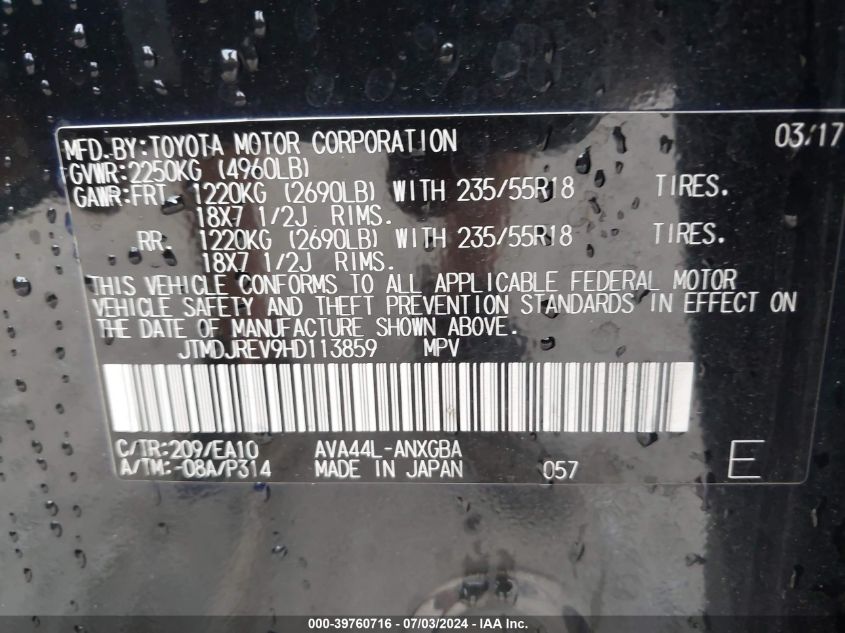 MFD.BY:TOYOTA MOTOR CORPORATION 03/17
GVWR:2250KG (4960LB)
GAWR:FRT. 1220KG (2690LB) WITH 235/55R18 TIRES.
18X7 1/2J RIMS.
RR. 1220KG (2690LB) WITH 235/55R18 TIRES.
18X7 1/2J RIMS.
THIS VEHICLE CONFORMS TO ALL APPLICABLE FEDERAL MOTOR
VEHICLE SAFETY AND THEFT PREVENTION STANDARDS IN EFFECT ON
THE DATE OF MANUFACTURE SHOWN ABOVE.
JTMDJREV9HD113859 MPV
C/TR:209/EA10 AVA44L-ANXGBA
A/TM:-08A/P314 MADE IN JAPAN 057 E
000-39760716 - 07/03/2024 - IAA Inc.